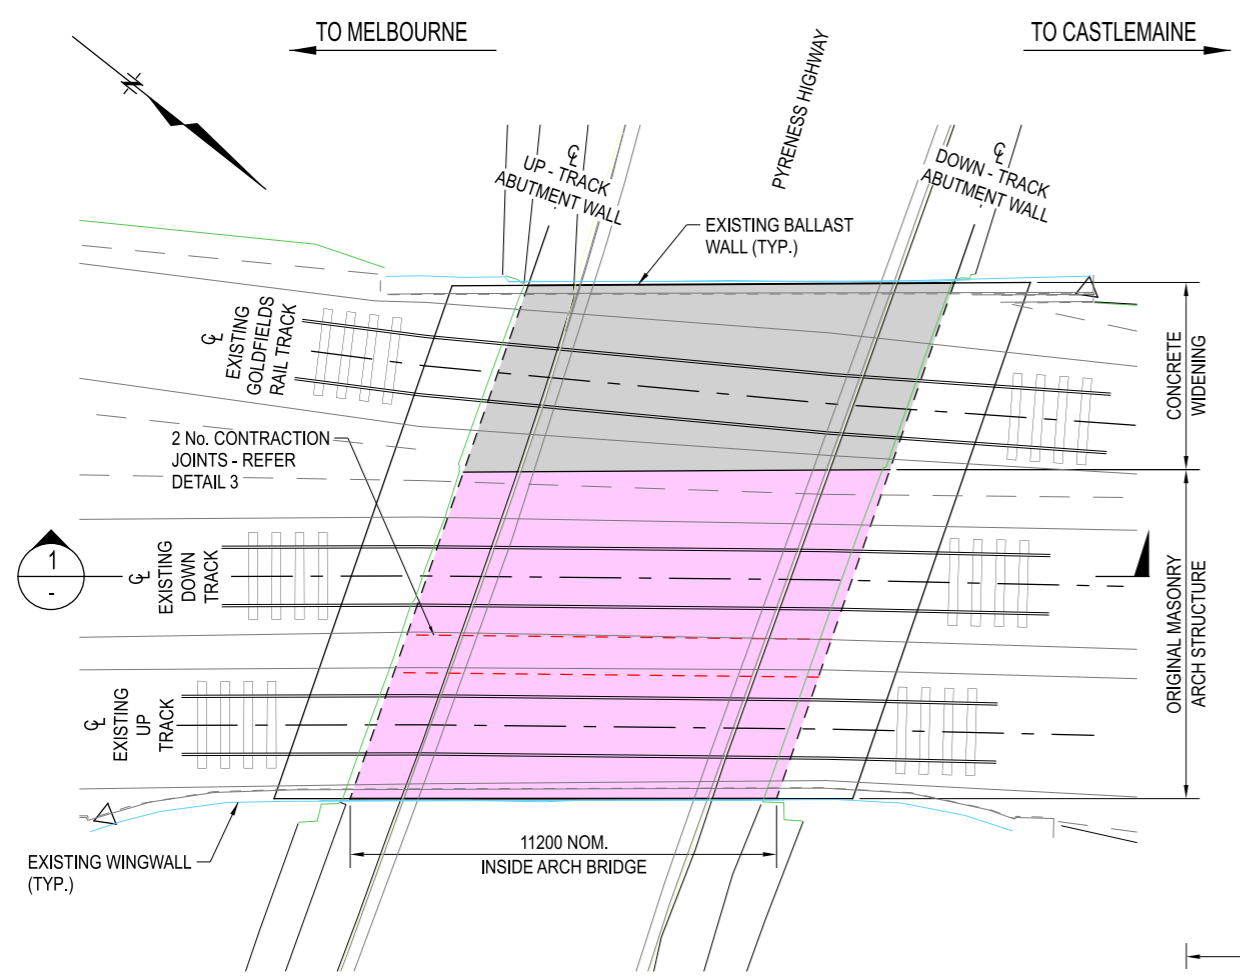 TO MELBOURNE
TO CASTLEMAINE
N
PYRENESS HIGHWAY
℄
UP - TRACK
ABUTMENT WALL
℄
DOWN - TRACK
ABUTMENT WALL
EXISTING BALLAST
WALL (TYP.)
℄
EXISTING
GOLDFIELDS
RAIL TRACK
CONCRETE
WIDENING
2 No. CONTRACTION
JOINTS - REFER
DETAIL 3
1
-
℄
EXISTING
DOWN
TRACK
ORIGINAL MASONRY
ARCH STRUCTURE
℄
EXISTING
UP
TRACK
EXISTING WINGWALL
(TYP.)
11200 NOM.
INSIDE ARCH BRIDGE